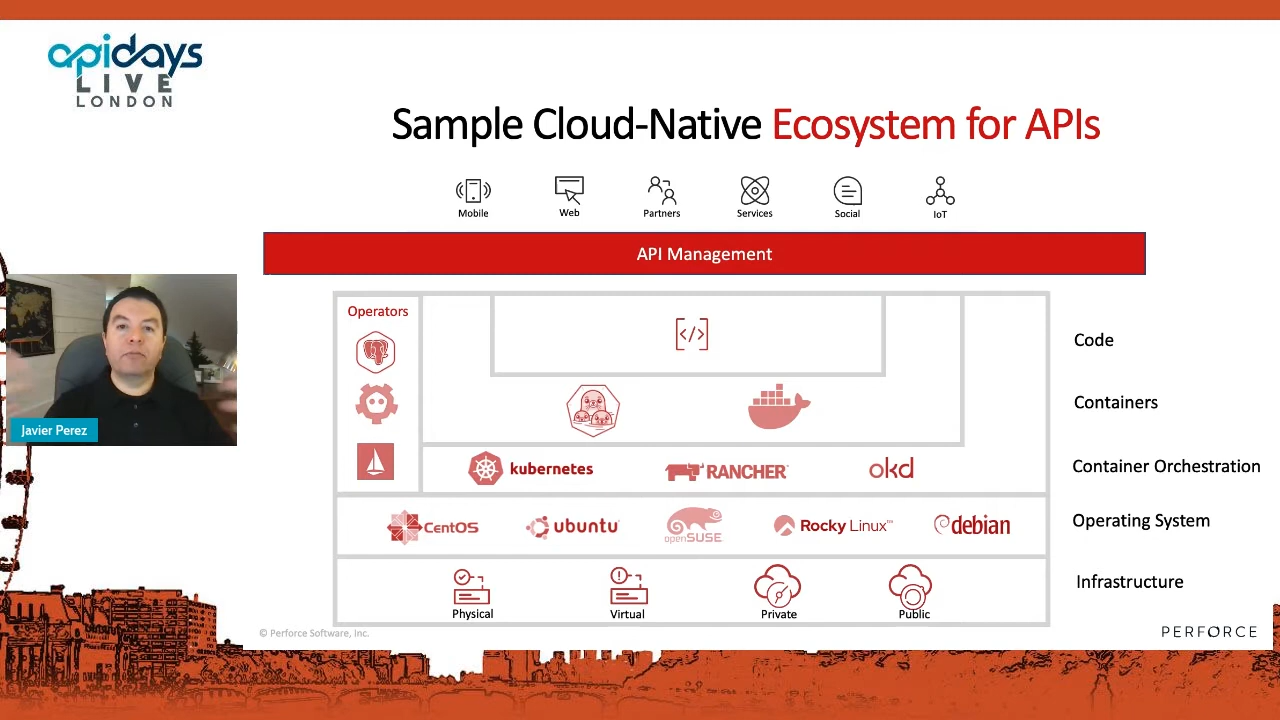 apidays
LIVE
LONDON
Sample Cloud-Native Ecosystem for APIs
Mobile
Web
Partners
Services
Social
IoT
API Management
Operators
Code
Containers
kubernetes
RANCHER
okd
Container Orchestration
CentOS
ubuntu
openSUSE
Rocky Linux™
debian
Operating System
Physical
Virtual
Private
Public
Infrastructure
Javier Perez
© Perforce Software, Inc.
PERFORCE